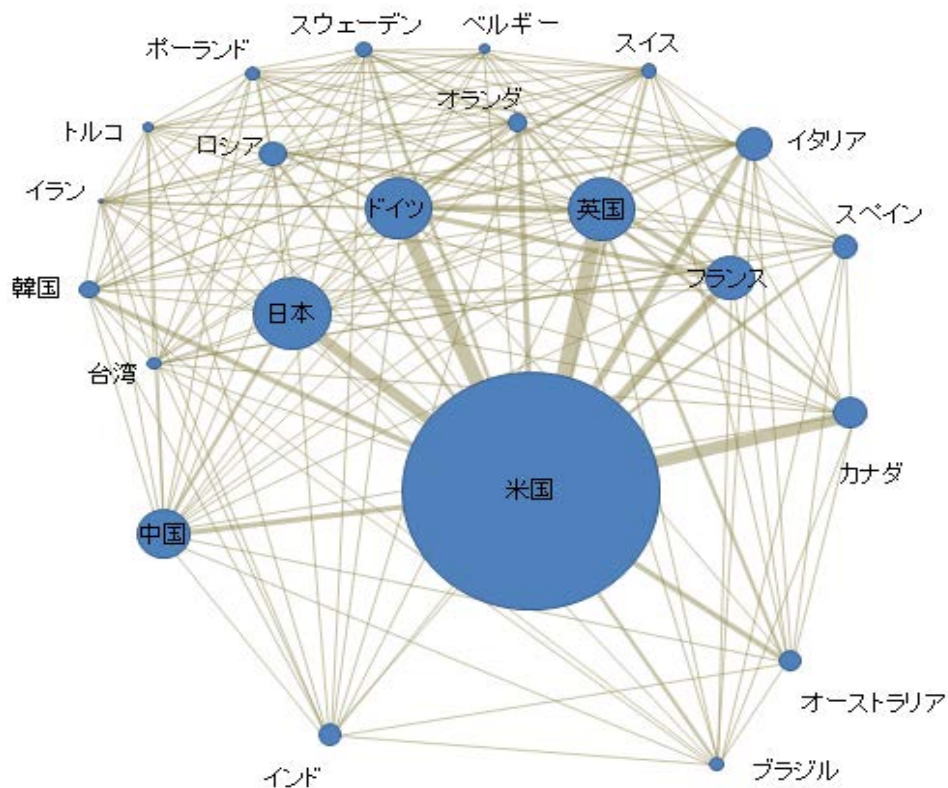 スウェーデン
ベルギー
スイス
ポーランド
オランダ
トルコ
ロシア
イタリア
イラン
ドイツ
英国
スペイン
韓国
日本
フランス
台湾
カナダ
米国
中国
オーストラリア
インド
ブラジル